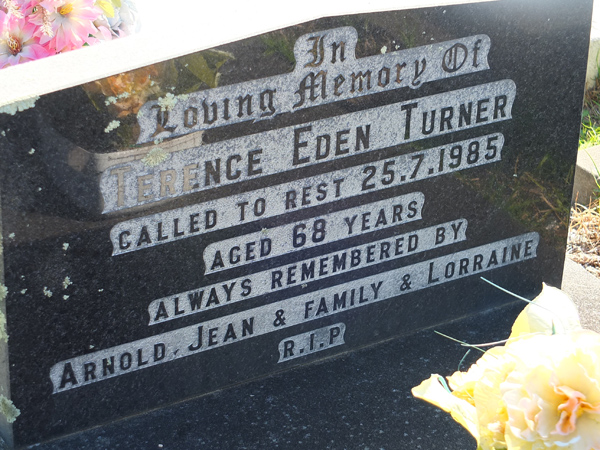 In
Loving Memory Of
TERENCE EDEN TURNER
CALLED TO REST 25.7.1985
AGED 68 YEARS
ALWAYS REMEMBERED BY
ARNOLD, JEAN & FAMILY & LORRAINE
R.I.P